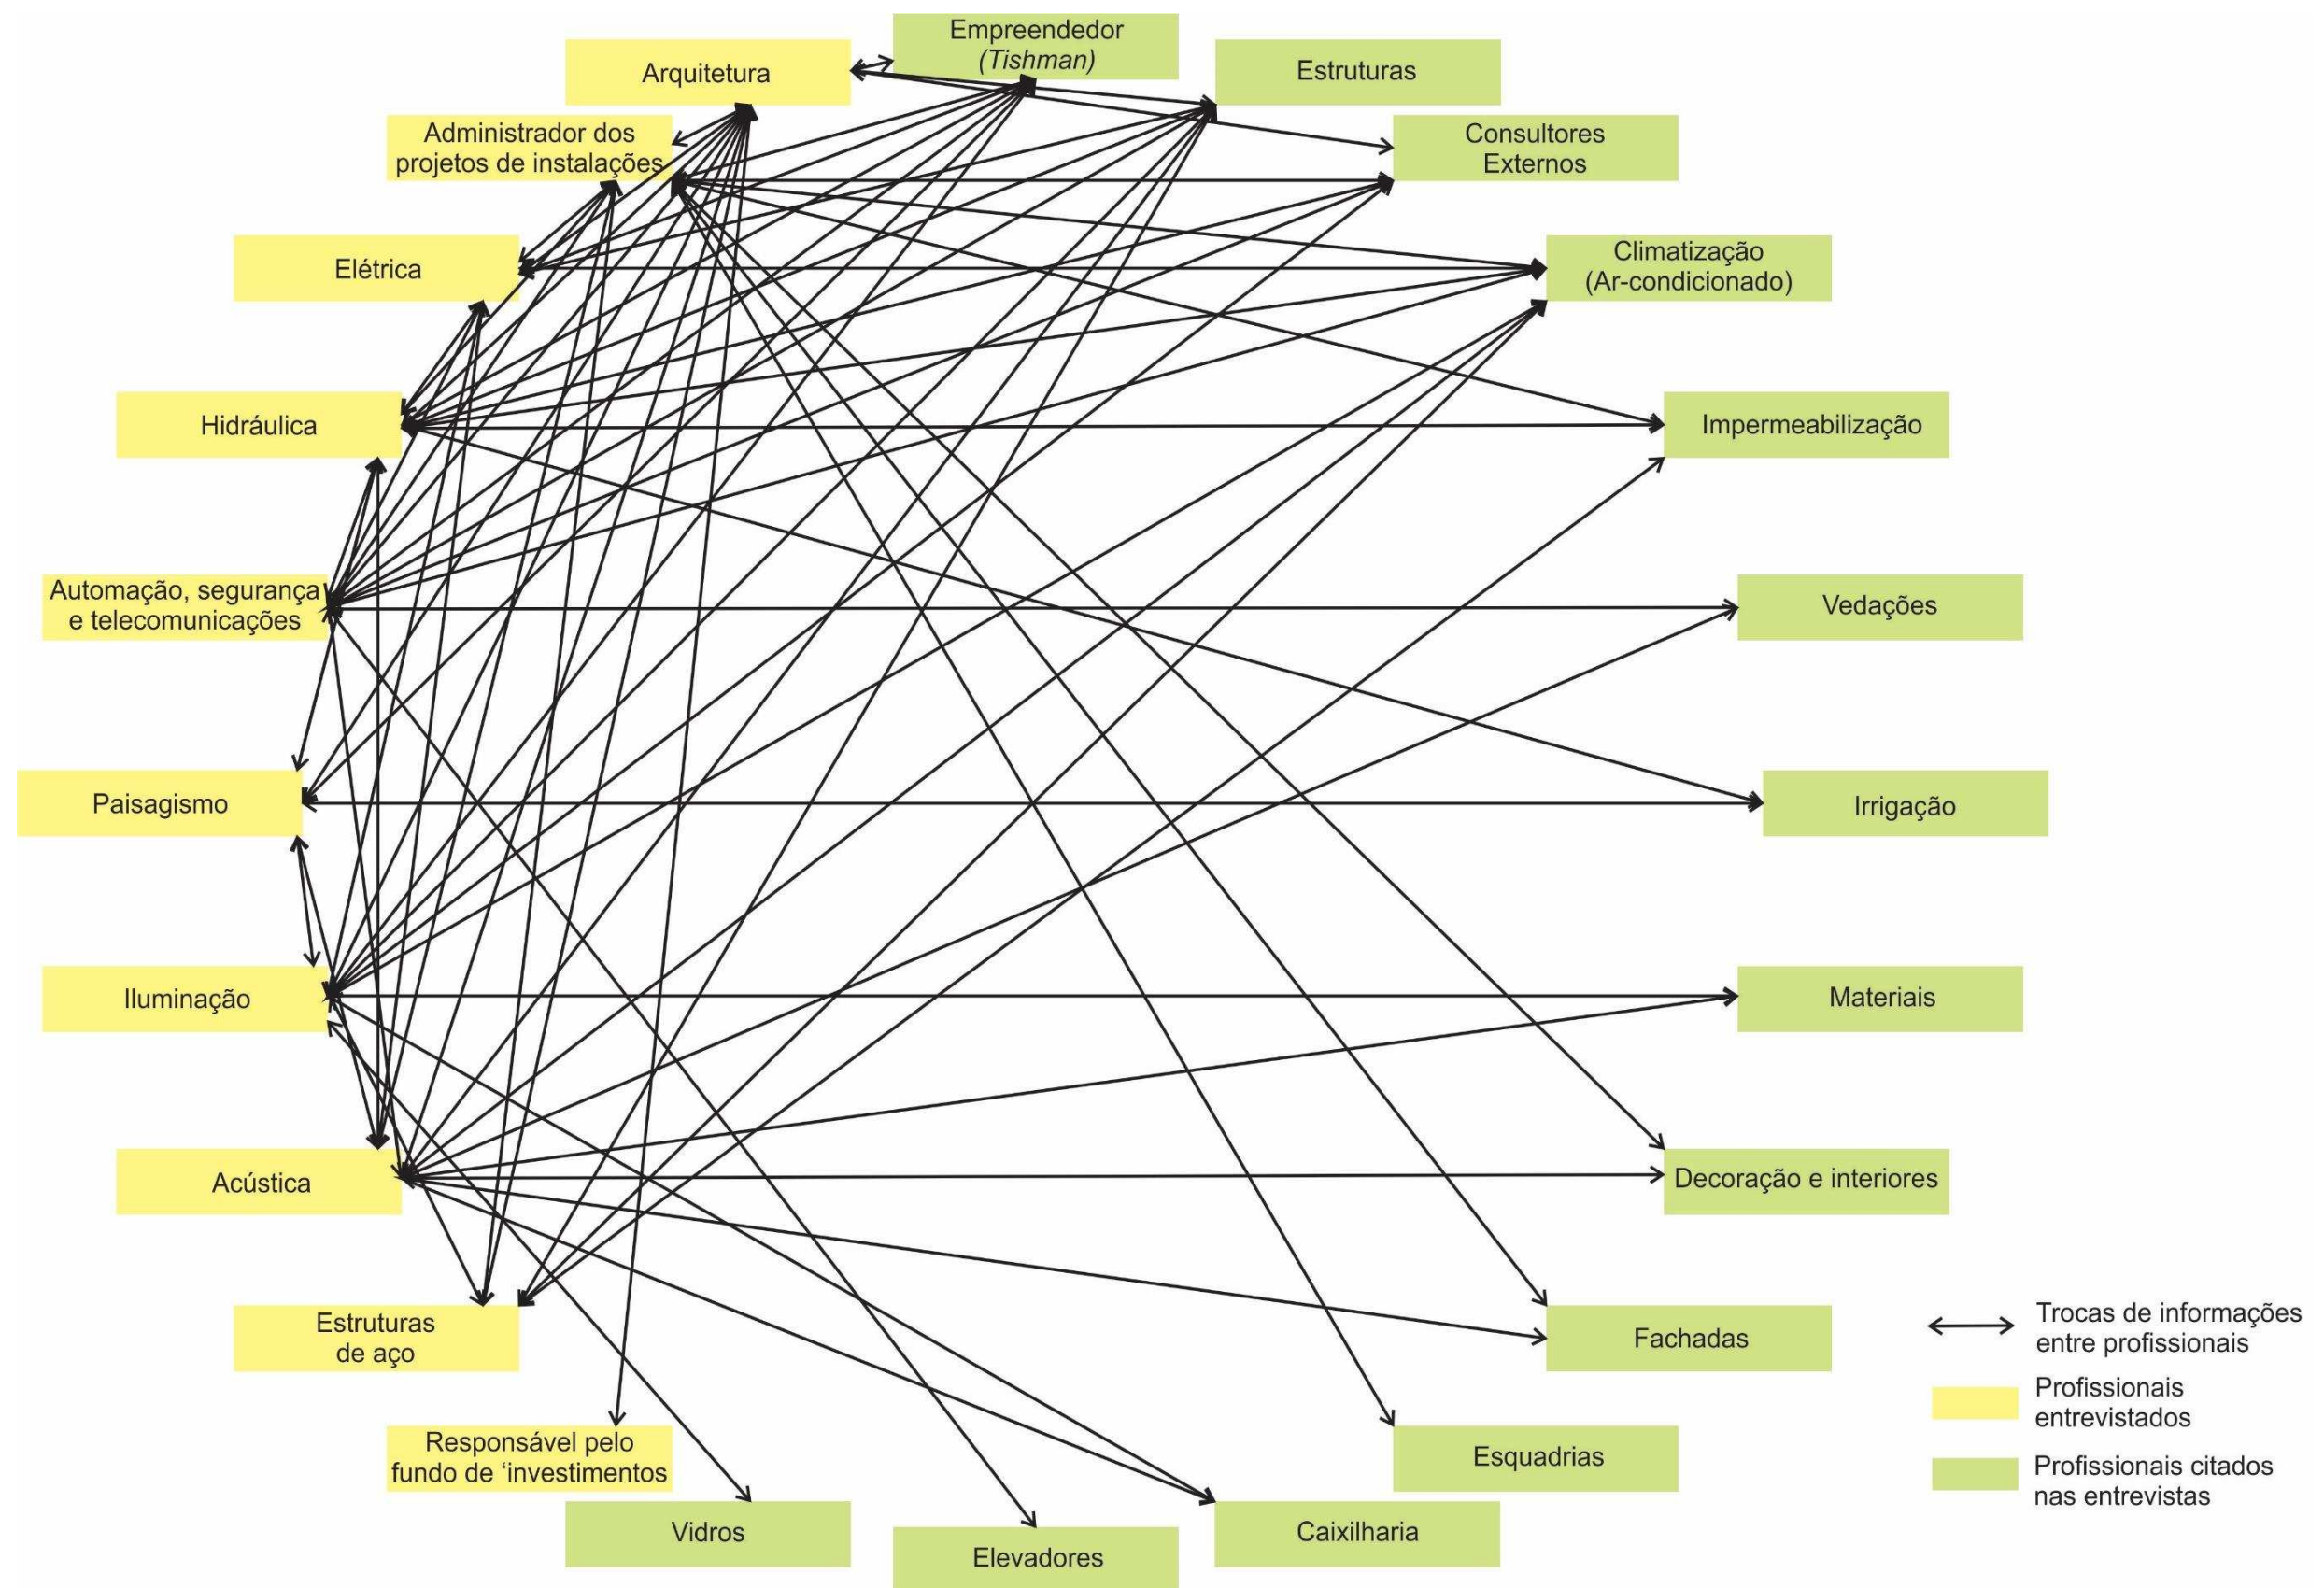 Empreendedor
(Tishman)
Arquitetura
Estruturas
Administrador dos
projetos de instalações
Consultores
Externos
Elétrica
Climatização
(Ar-condicionado)
Hidráulica
Impermeabilização
Automação, segurança
e telecomunicações
Vedações
Paisagismo
Irrigação
Iluminação
Materiais
Acústica
Decoração e interiores
Estruturas
de aço
Fachadas
Responsável pelo
fundo de ‘investimentos
Esquadrias
Vidros
Elevadores
Caixilharia
Trocas de informações
entre profissionais
Profissionais
entrevistados
Profissionais citados
nas entrevistas